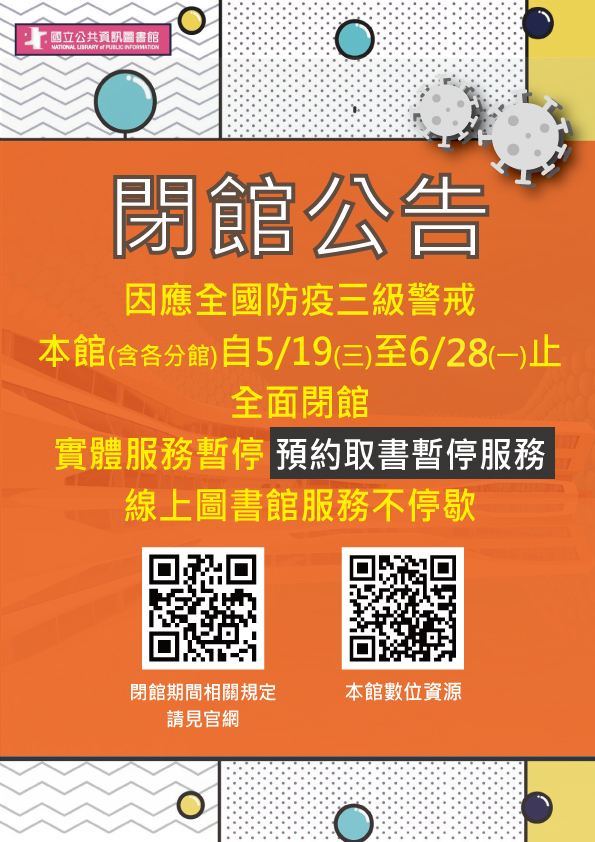 國立公共資訊圖書館
NATIONAL LIBRARY of PUBLIC INFORMATION
閉館公告
因應全國防疫三級警戒
本館(含各分館)自5/19(三)至6/28(一)止
全面閉館
實體服務暫停 預約取書暫停服務
線上圖書館服務不停歇
閉館期間相關規定
請見官網
本館數位資源